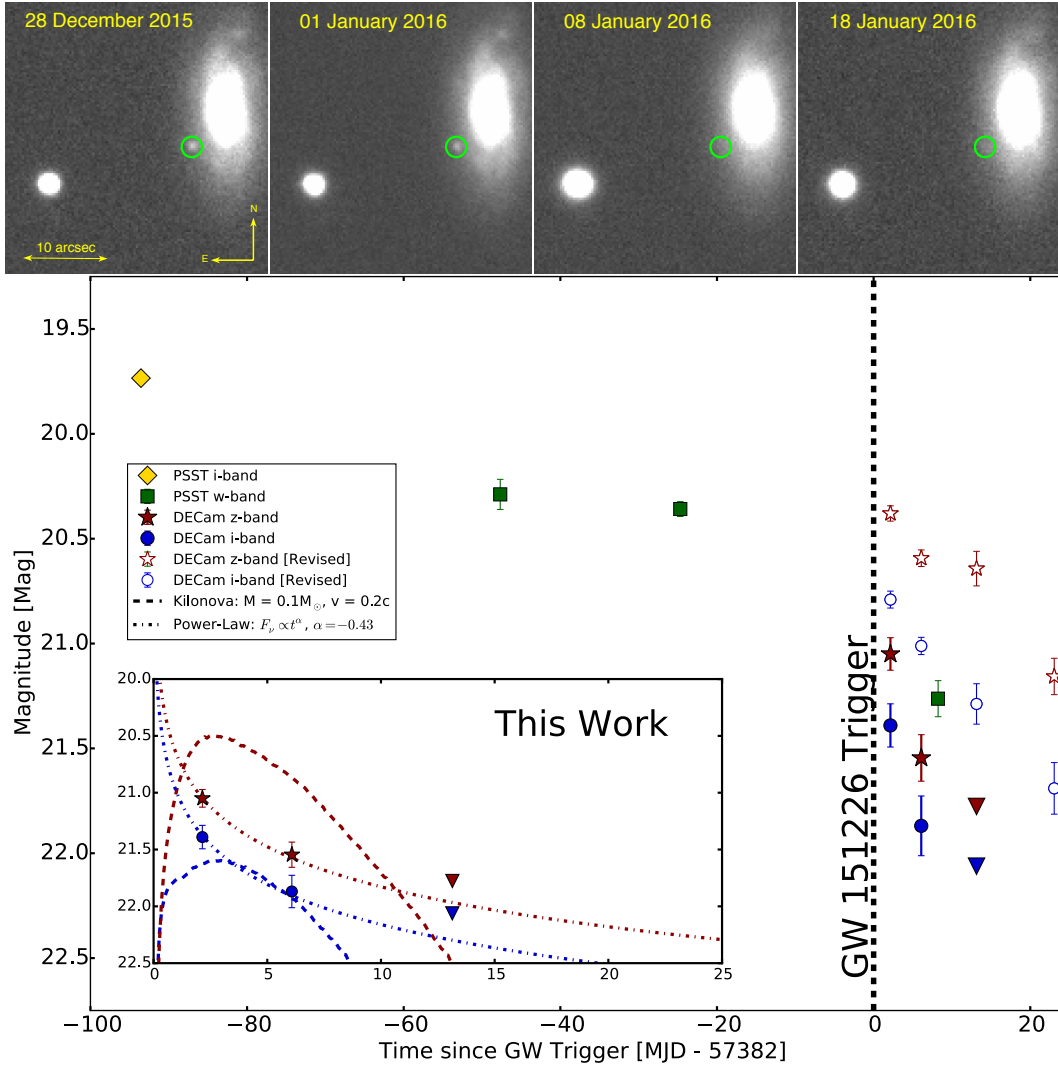 28 December 2015
01 January 2016
08 January 2016
18 January 2016
10 arcsec
N
E
19.5
20.0
20.5
21.0
21.5
22.0
22.5
Magnitude [Mag]
PSST i-band
PSST w-band
DECam z-band
DECam i-band
DECam z-band [Revised]
DECam i-band [Revised]
Kilonova: M = 0.1M⊙, v = 0.2c
Power-Law: Fν ∝ t^α, α = −0.43
This Work
20.0
20.5
21.0
21.5
22.0
22.5
0 5 10 15 20 25
GW 151226 Trigger
−100 −80 −60 −40 −20 0 20
Time since GW Trigger [MJD - 57382]